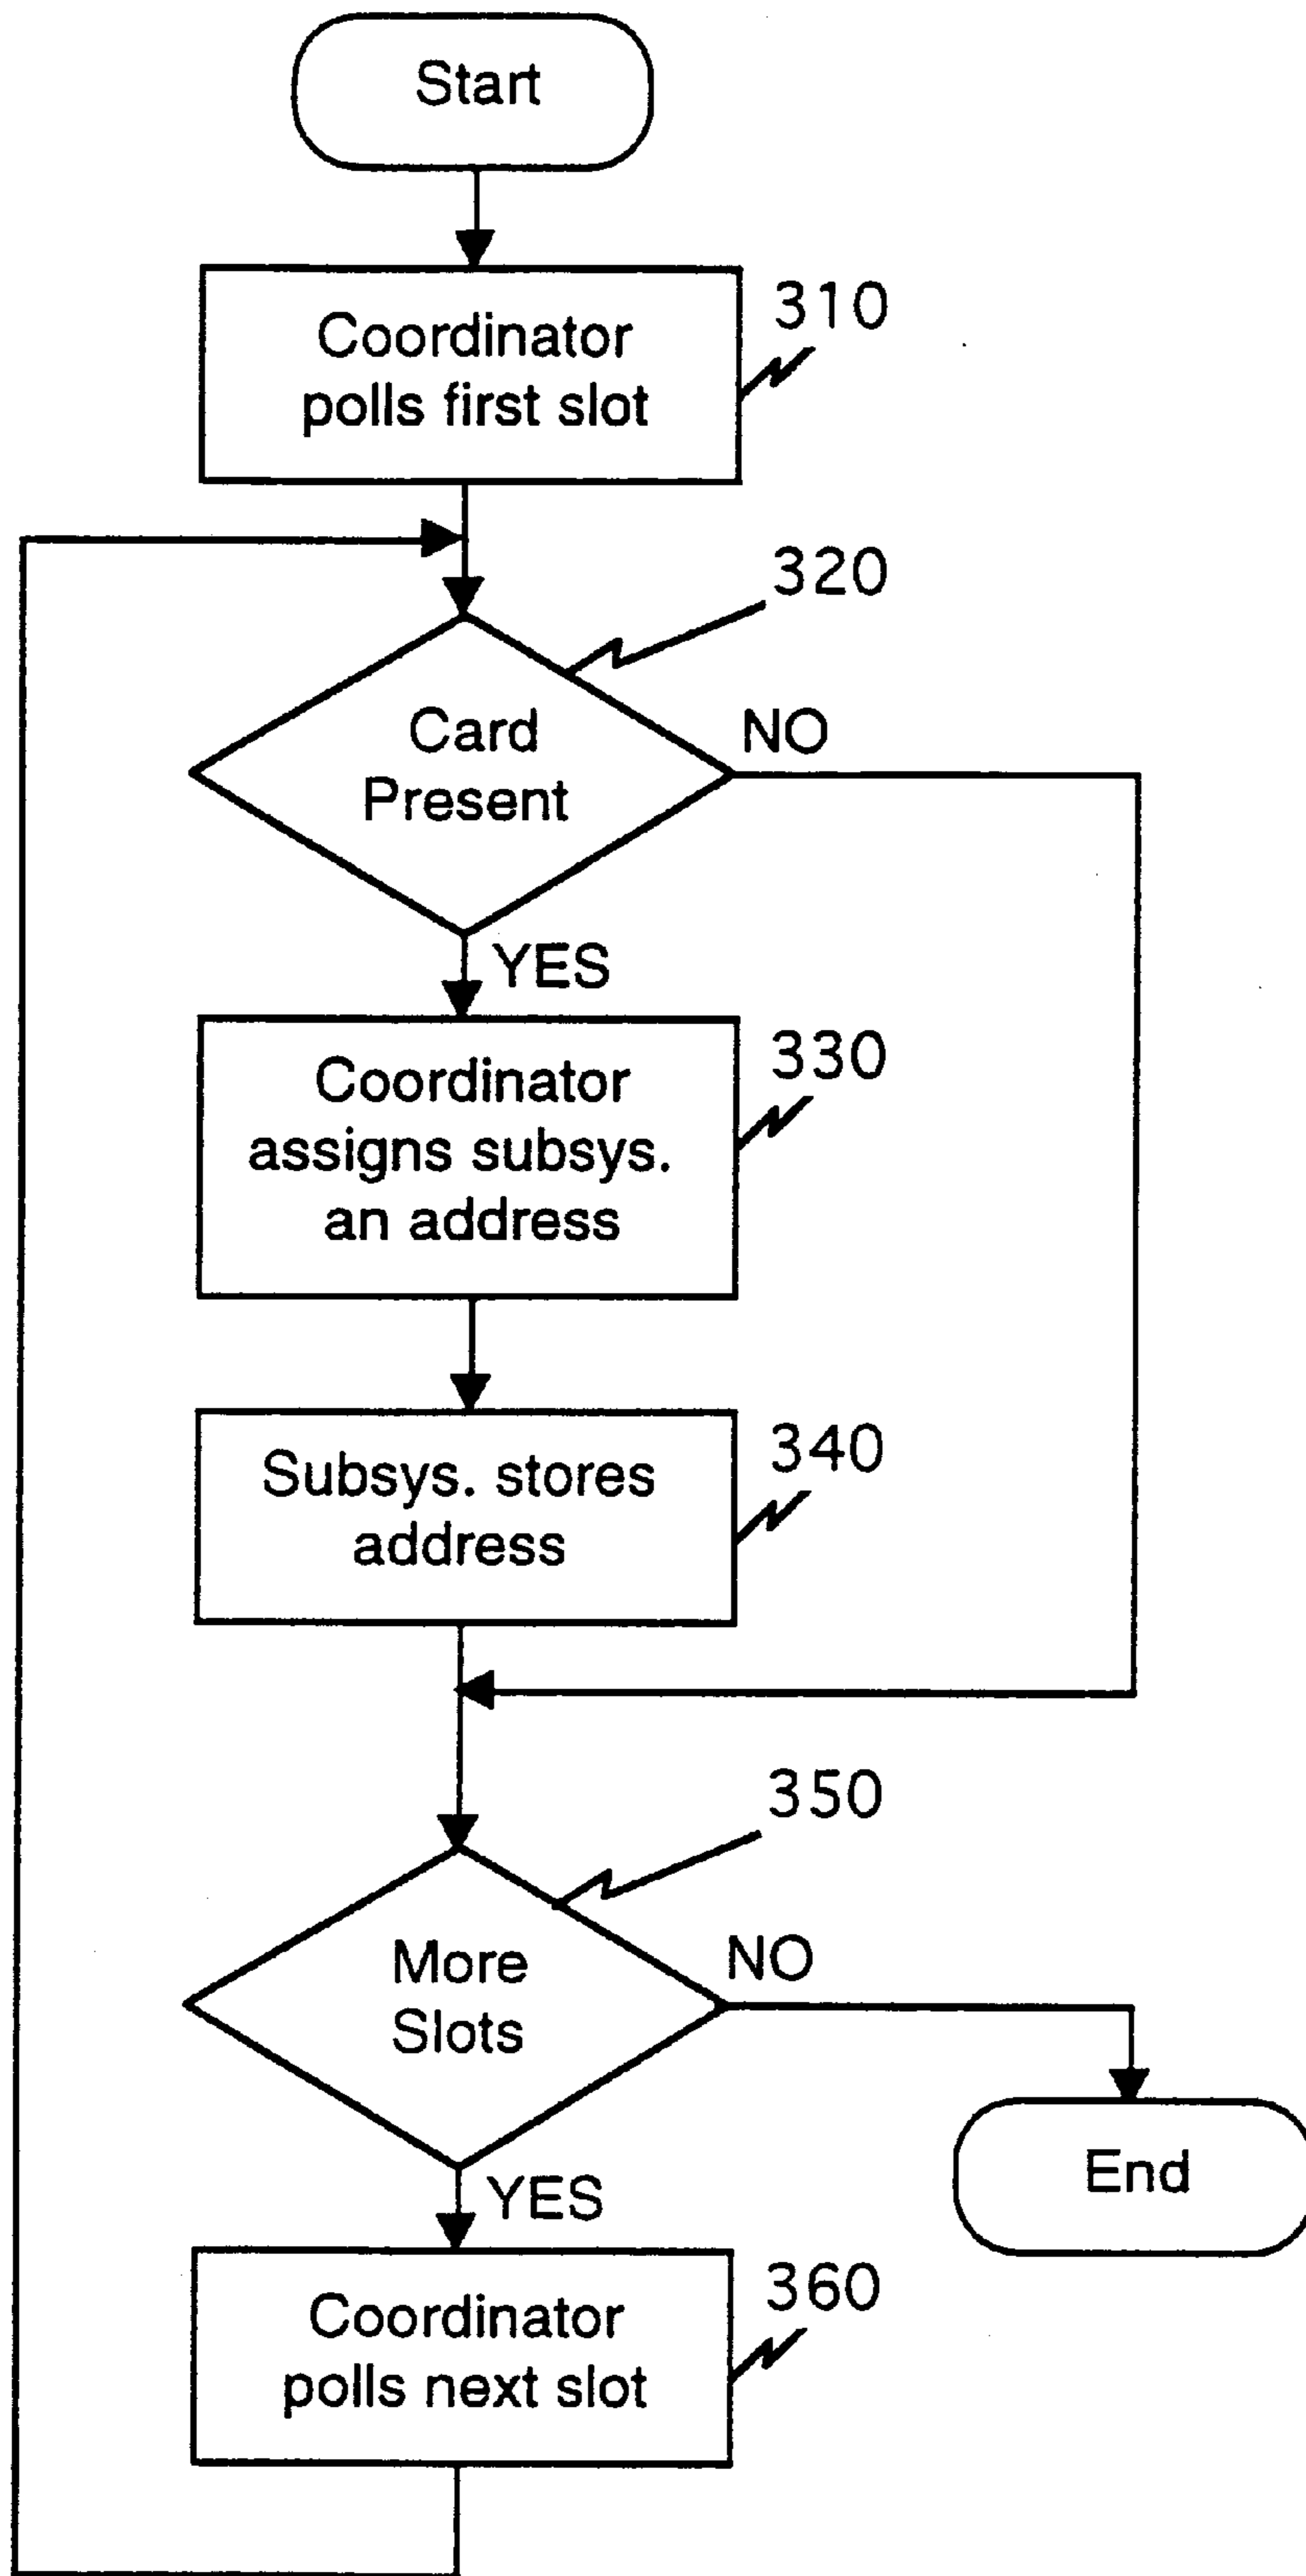 Start
Coordinator
polls first slot
310
320
Card
Present
NO
YES
Coordinator
assigns subsys.
an address
330
Subsys. stores
address
340
350
More
Slots
NO
YES
End
Coordinator
polls next slot
360